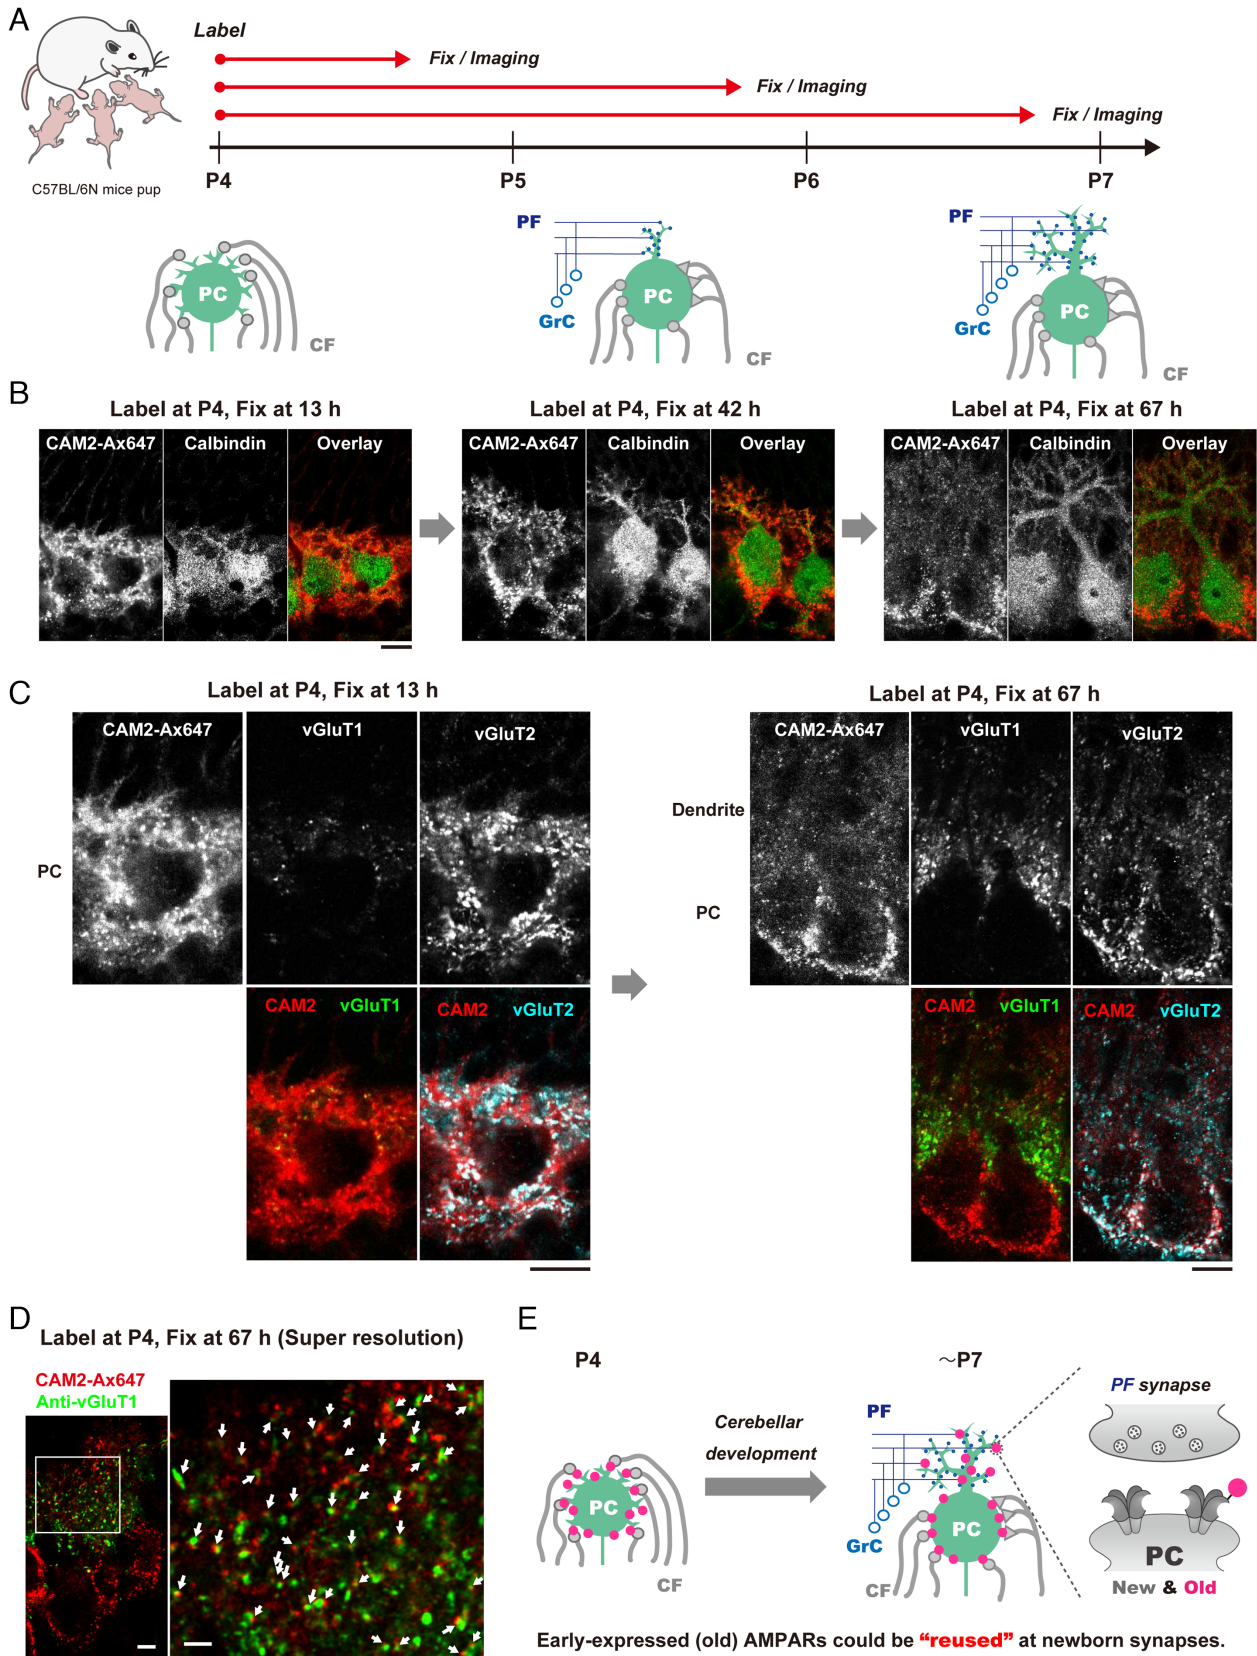 A
Label
Fix / Imaging
Fix / Imaging
Fix / Imaging
P4 P5 P6 P7
C57BL/6N mice pup
PC
CF
PF
GrC
PC
CF
PF
GrC
PC
CF
B
Label at P4, Fix at 13 h
CAM2-Ax647 Calbindin Overlay
Label at P4, Fix at 42 h
CAM2-Ax647 Calbindin Overlay
Label at P4, Fix at 67 h
CAM2-Ax647 Calbindin Overlay
C
Label at P4, Fix at 13 h
CAM2-Ax647 vGluT1 vGluT2
PC
CAM2 vGluT1
CAM2 vGluT2
Label at P4, Fix at 67 h
CAM2-Ax647 vGluT1 vGluT2
Dendrite
PC
CAM2 vGluT1
CAM2 vGluT2
D
Label at P4, Fix at 67 h (Super resolution)
CAM2-Ax647
Anti-vGluT1
E
P4
PC
CF
Cerebellar
development
～P7
PF
GrC
PC
CF
PF synapse
PC
New & Old
Early-expressed (old) AMPARs could be “reused” at newborn synapses.